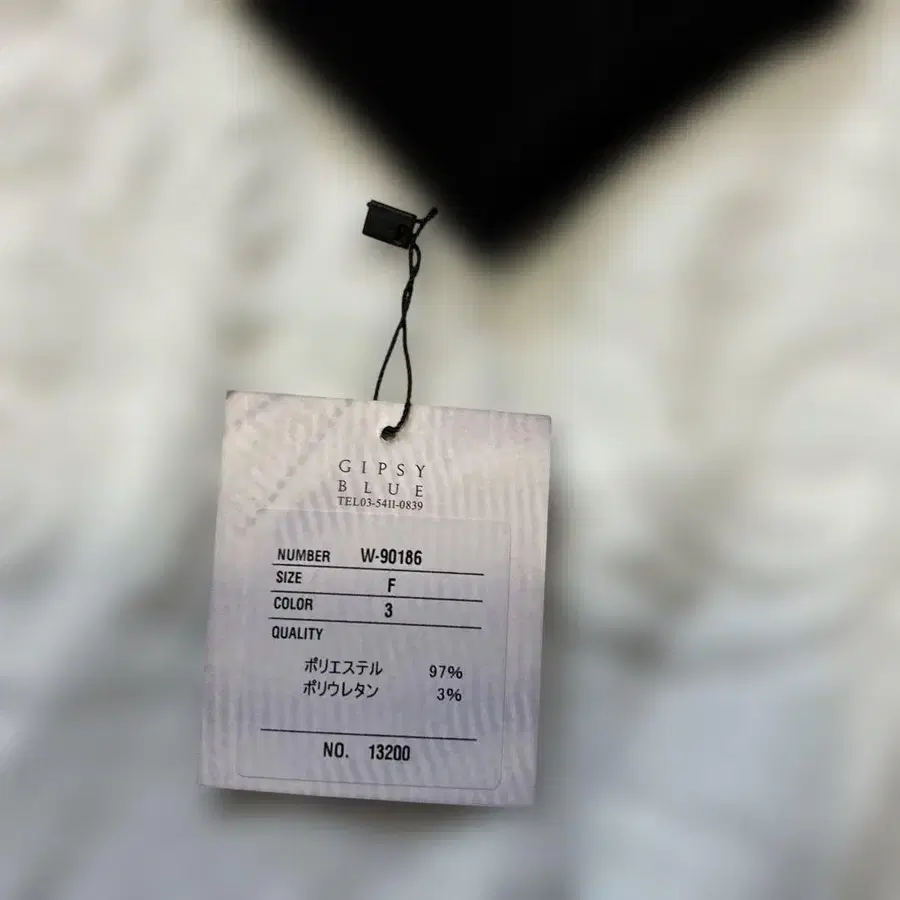 GIPSY
BLUE
TEL03-5411-0839
NUMBER W-90186
SIZE F
COLOR 3
QUALITY
ポリエステル 97%
ポリウレタン 3%
NO. 13200